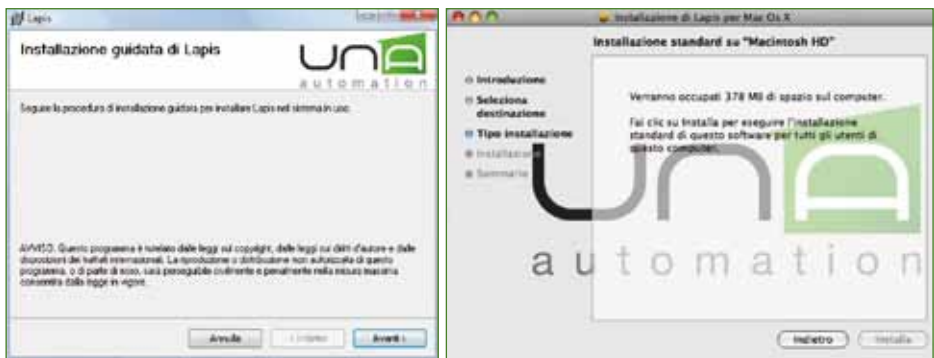 Lapis
Installazione guidata di Lapis
unA
automation
Seguire la procedura di installazione guidata per installare Lapis nel sistema in uso.
AVVISO. Questo programma è tutelato dalle leggi sul copyright, dalle leggi sui diritti d'autore e dalle
disposizioni dei trattati internazionali. La riproduzione o distribuzione non autorizzata di questo
programma, o di parte di esso, sarà perseguibile civilmente e penalmente nella misura massima
consentita dalla legge in vigore.
Annulla
< Indietro
Avanti >
Installazione di Lapis per Mac Os X
Installazione standard su "Macintosh HD"
Introduzione
Seleziona
destinazione
Tipo installazione
Installazione
Sommario
Verranno occupati 378 MB di spazio sul computer.
Fai clic su Installa per eseguire l'installazione
standard di questo software per tutti gli utenti di
questo computer.
unA
automation
Indietro
Installa